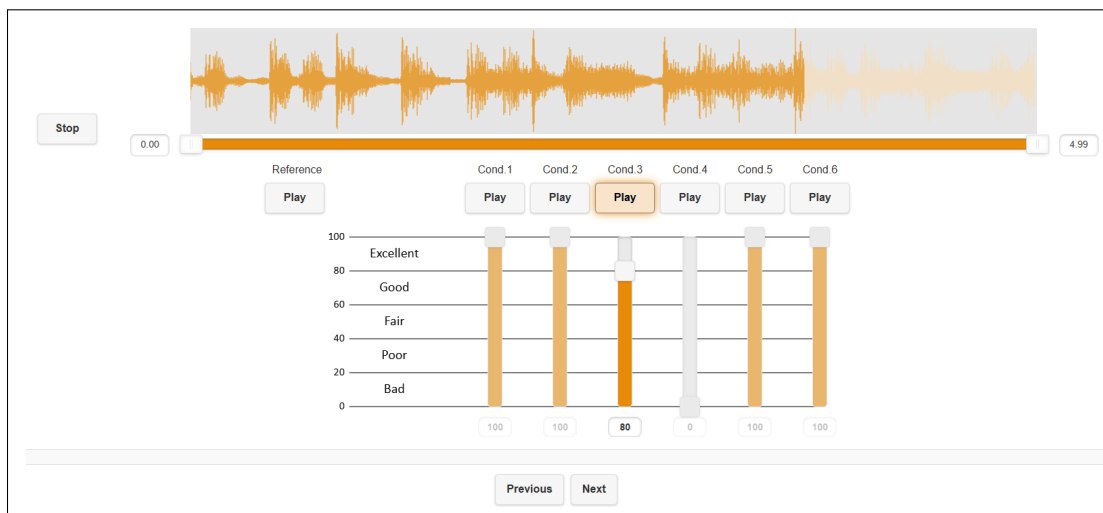 Stop
0.00
4.99
Reference Cond.1 Cond.2 Cond.3 Cond.4 Cond.5 Cond.6
Play Play Play Play Play Play Play
100
Excellent
80
Good
60
Fair
40
Poor
20
Bad
0
100 100 80 0 100 100
Previous Next